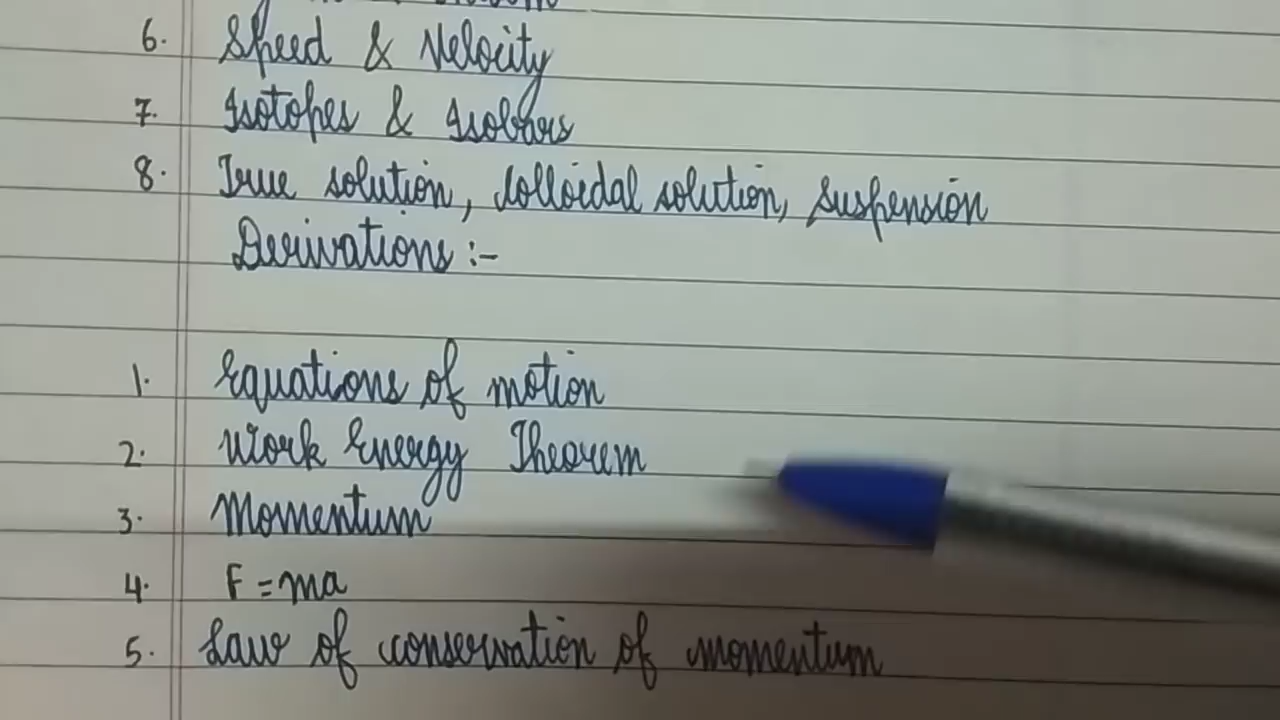 6. Speed & Velocity
7. Isotopes & Isobars
8. True solution, colloidal solution, suspension
Derivations :-
1. Equations of motion
2. Work Energy Theorem
3. Momentum
4. F = ma
5. Law of conservation of momentum